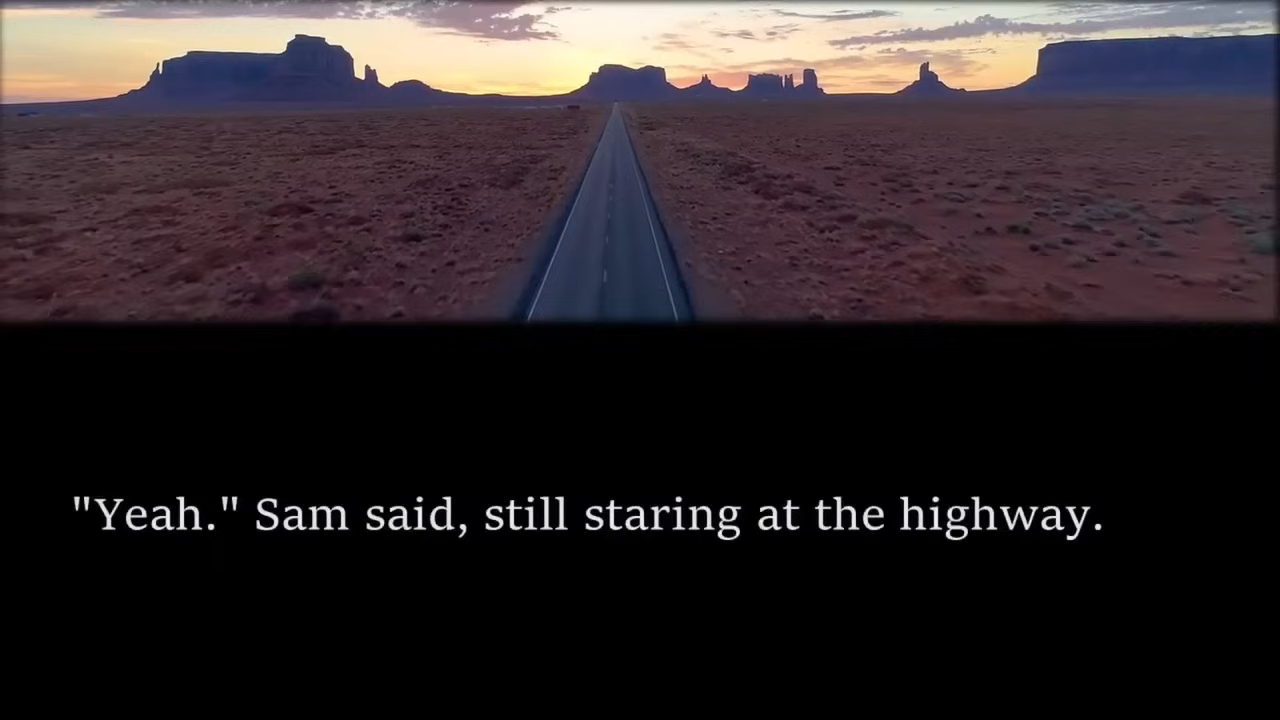 "Yeah." Sam said, still staring at the highway.